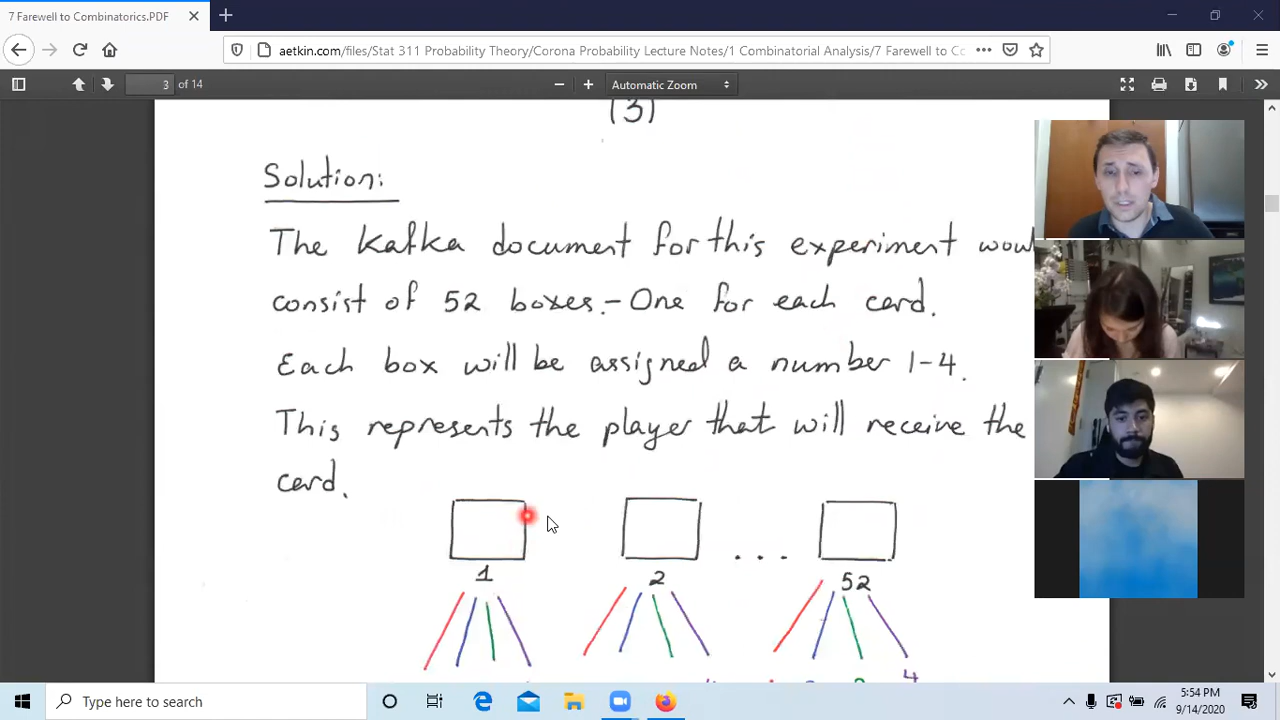 7 Farewell to Combinatorics.PDF
aetkin.com/files/Stat 311 Probability Theory/Corona Probability Lecture Notes/1 Combinatorial Analysis/7 Farewell to Co
3 of 14
Automatic Zoom
(3)
Solution:
The Kafka document for this experiment wou
consist of 52 boxes. - One for each card.
Each box will be assigned a number 1-4.
This represents the player that will receive the
card.
1 2 ... 52
4
Type here to search
5:54 PM
9/14/2020